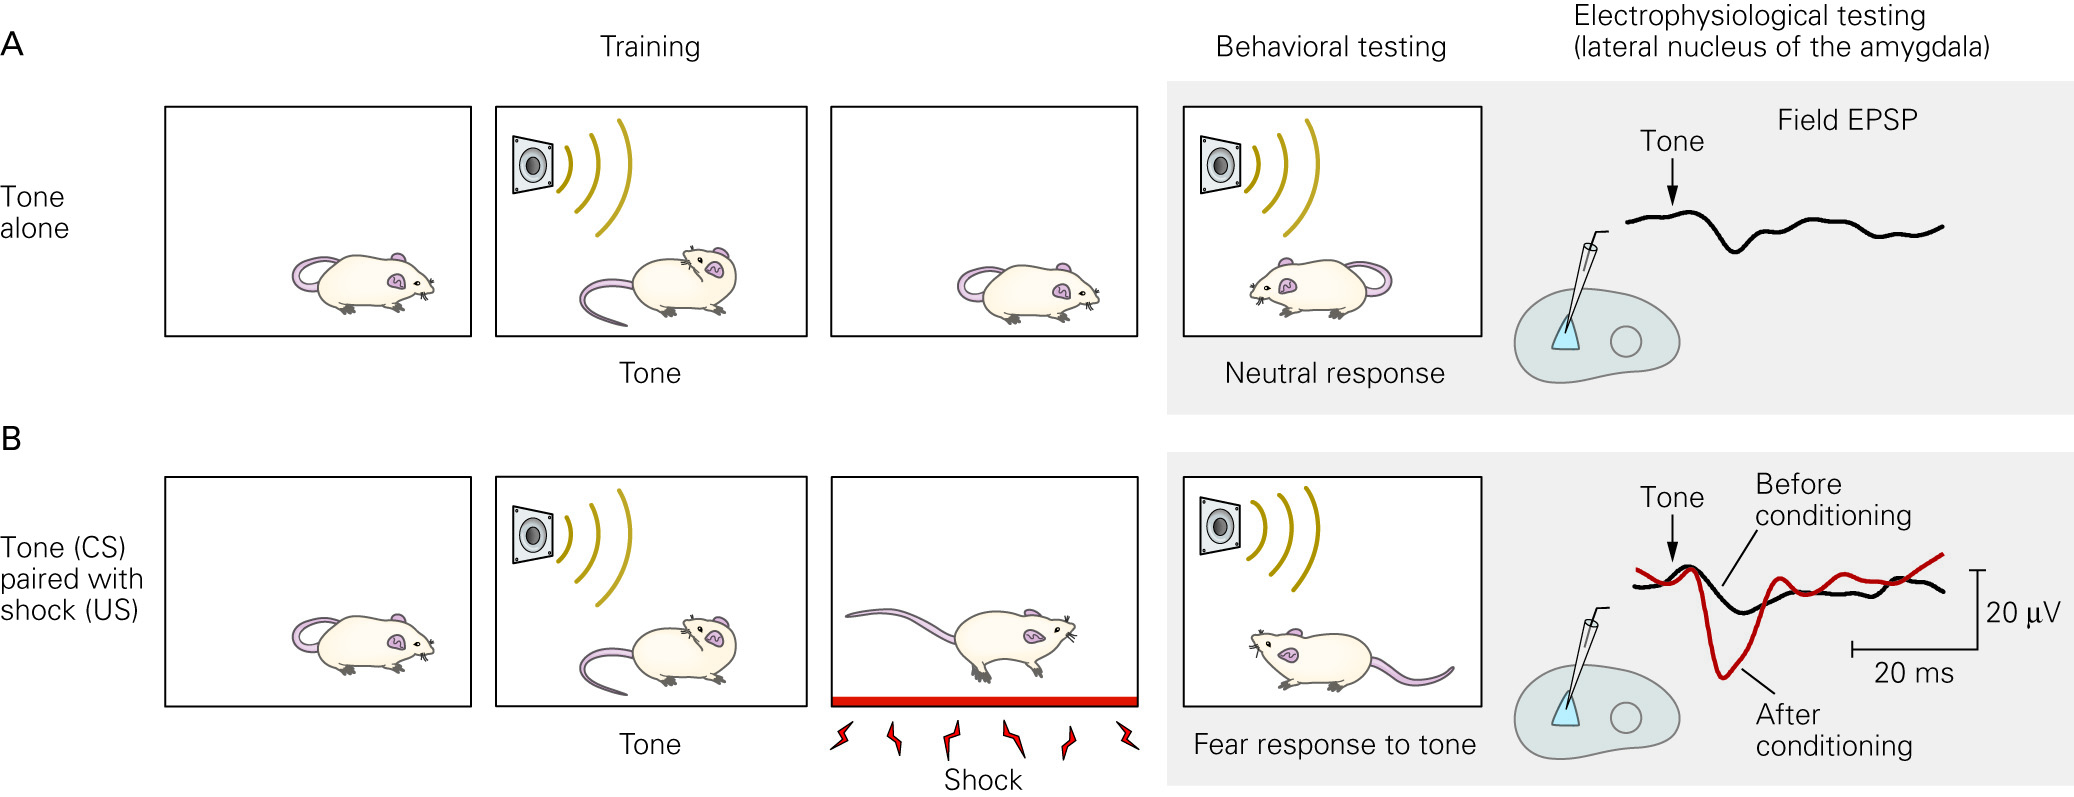 Electrophysiological testing
(lateral nucleus of the amygdala)
A
Training
Behavioral testing
Field EPSP
Tone
Tone
alone
Tone
Neutral response
B
Before
conditioning
Tone
Tone (CS)
paired with
shock (US)
20 μV
20 ms
After
conditioning
Tone
Fear response to tone
Shock